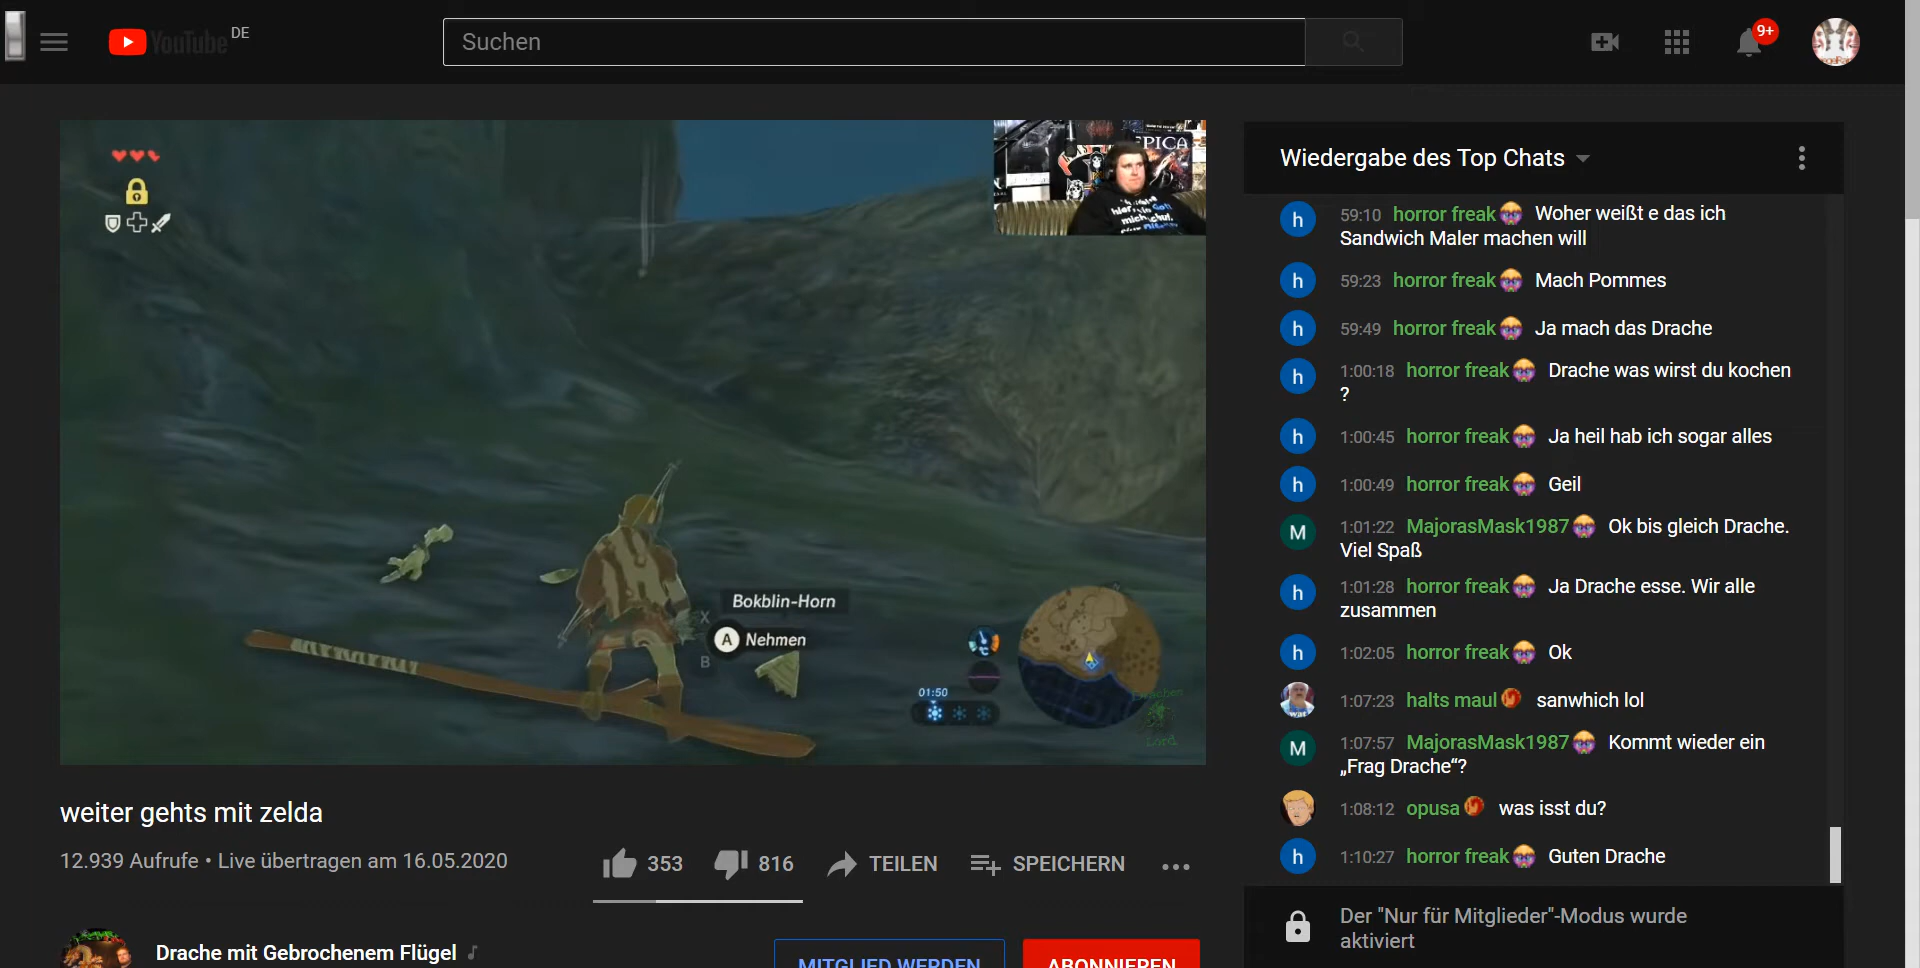 YouTube DE
Suchen
9+
EPICA
Bokblin-Horn
X
A Nehmen
B
01:50
Drachen
Lord
weiter gehts mit zelda
12.939 Aufrufe • Live übertragen am 16.05.2020
353 816 TEILEN SPEICHERN
Drache mit Gebrochenem Flügel
MITGLIED WERDEN
ABONNIEREN
Wiedergabe des Top Chats
h 59:10 horror freak Woher weißt e das ich
Sandwich Maler machen will
h 59:23 horror freak Mach Pommes
h 59:49 horror freak Ja mach das Drache
h 1:00:18 horror freak Drache was wirst du kochen
?
h 1:00:45 horror freak Ja heil hab ich sogar alles
h 1:00:49 horror freak Geil
M 1:01:22 MajorasMask1987 Ok bis gleich Drache.
Viel Spaß
h 1:01:28 horror freak Ja Drache esse. Wir alle
zusammen
h 1:02:05 horror freak Ok
wat 1:07:23 halts maul sanwhich lol
M 1:07:57 MajorasMask1987 Kommt wieder ein
„Frag Drache“?
1:08:12 opusa was isst du?
h 1:10:27 horror freak Guten Drache
Der "Nur für Mitglieder"-Modus wurde
aktiviert